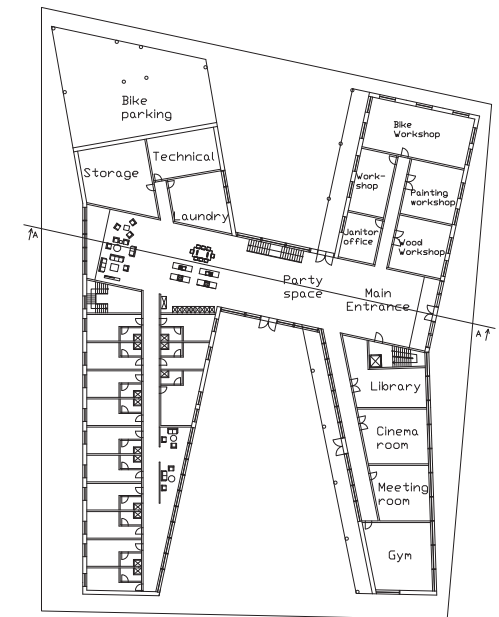 Bike
parking
Bike
Workshop
Technical
Storage
Work-
shop
Painting
workshop
Laundry
Janitor
office
Wood
Workshop
A
Party
space
Main
Entrance
A
Library
Cinema
room
Meeting
room
Gym